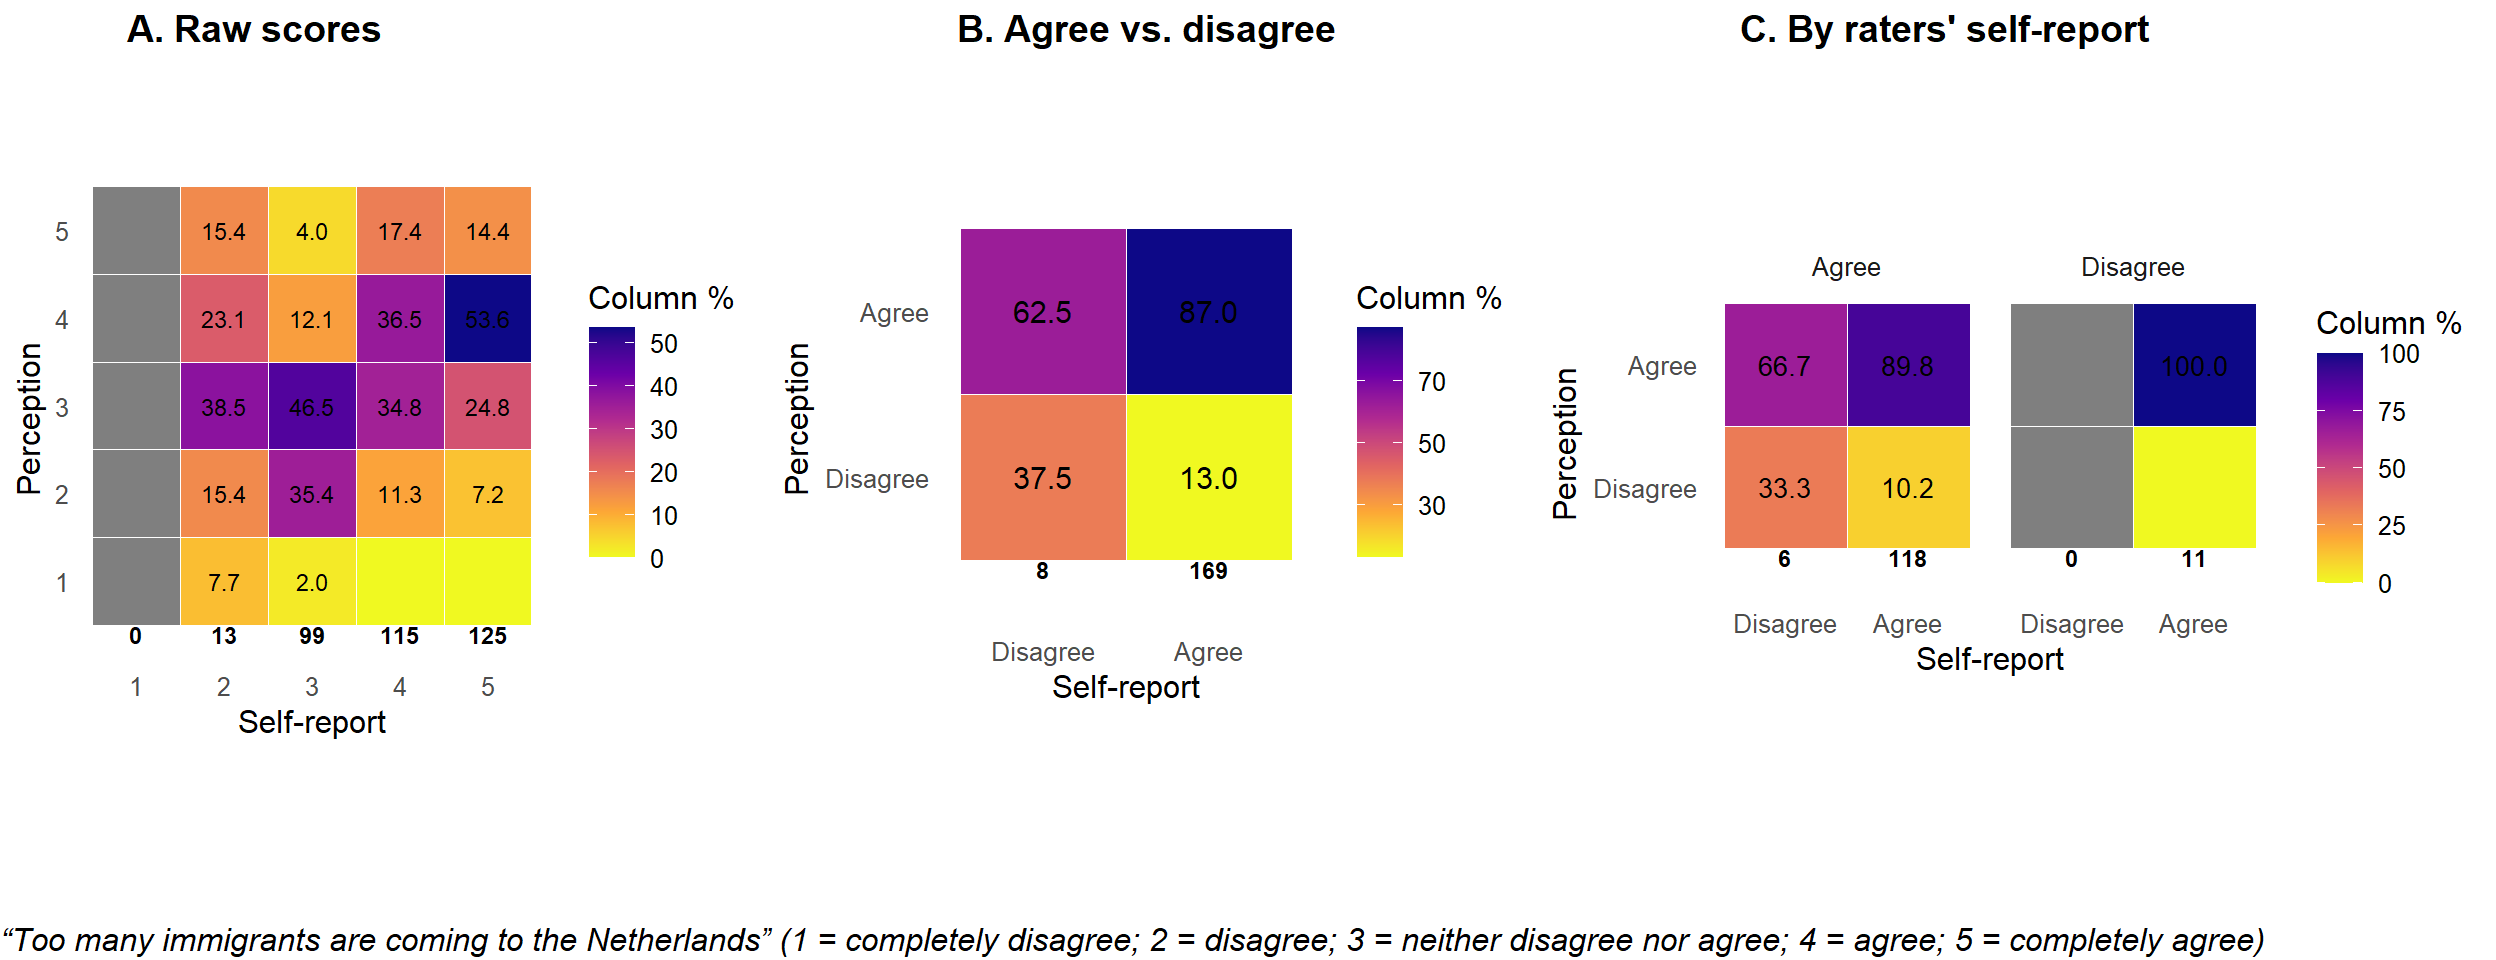 A. Raw scores
5
4
3
2
1
Perception
15.4 4.0 17.4 14.4
23.1 12.1 36.5 53.6
38.5 46.5 34.8 24.8
15.4 35.4 11.3 7.2
7.7 2.0
0 13 99 115 125
1 2 3 4 5
Self-report
Column %
50
40
30
20
10
0
B. Agree vs. disagree
Perception
Agree
Disagree
62.5 87.0
37.5 13.0
8 169
Disagree Agree
Self-report
Column %
70
50
30
C. By raters' self-report
Agree Disagree
Perception
Agree
Disagree
66.7 89.8 100.0
33.3 10.2
6 118 0 11
Disagree Agree Disagree Agree
Self-report
Column %
100
75
50
25
0
“Too many immigrants are coming to the Netherlands” (1 = completely disagree; 2 = disagree; 3 = neither disagree nor agree; 4 = agree; 5 = completely agree)